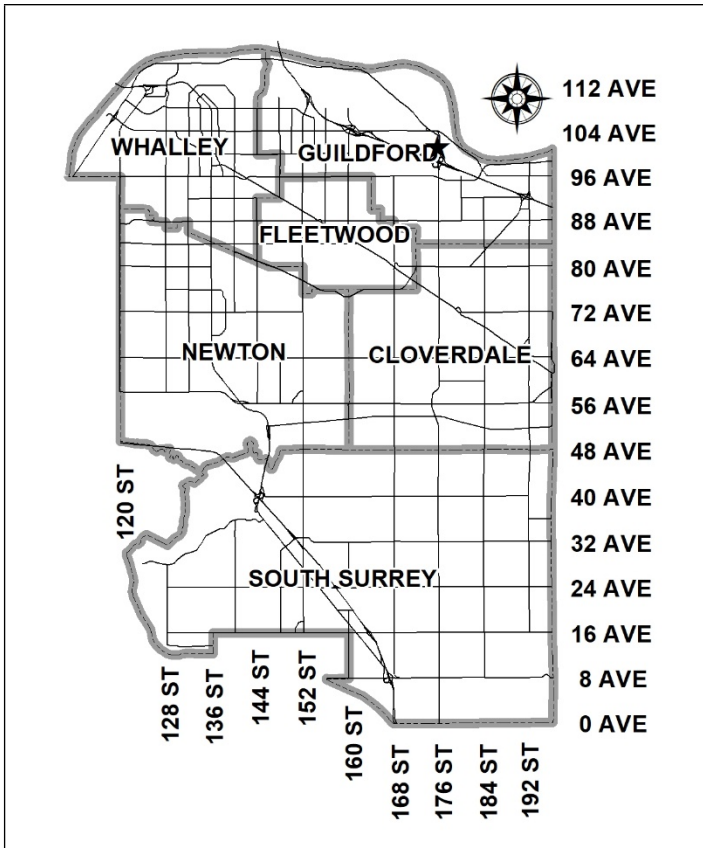 112 AVE
104 AVE
WHALLEY
GUILDFORD
96 AVE
88 AVE
FLEETWOOD
80 AVE
72 AVE
NEWTON
CLOVERDALE
64 AVE
56 AVE
48 AVE
120 ST
40 AVE
32 AVE
SOUTH SURREY
24 AVE
16 AVE
8 AVE
0 AVE
128 ST
136 ST
144 ST
152 ST
160 ST
168 ST
176 ST
184 ST
192 ST